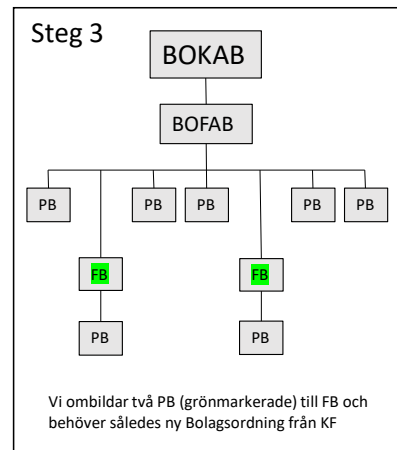 Steg 3
BOKAB
BOFAB
PB PB PB PB PB
FB FB
PB PB
Vi ombildar två PB (grönmarkerade) till FB och
behöver således ny Bolagsordning från KF